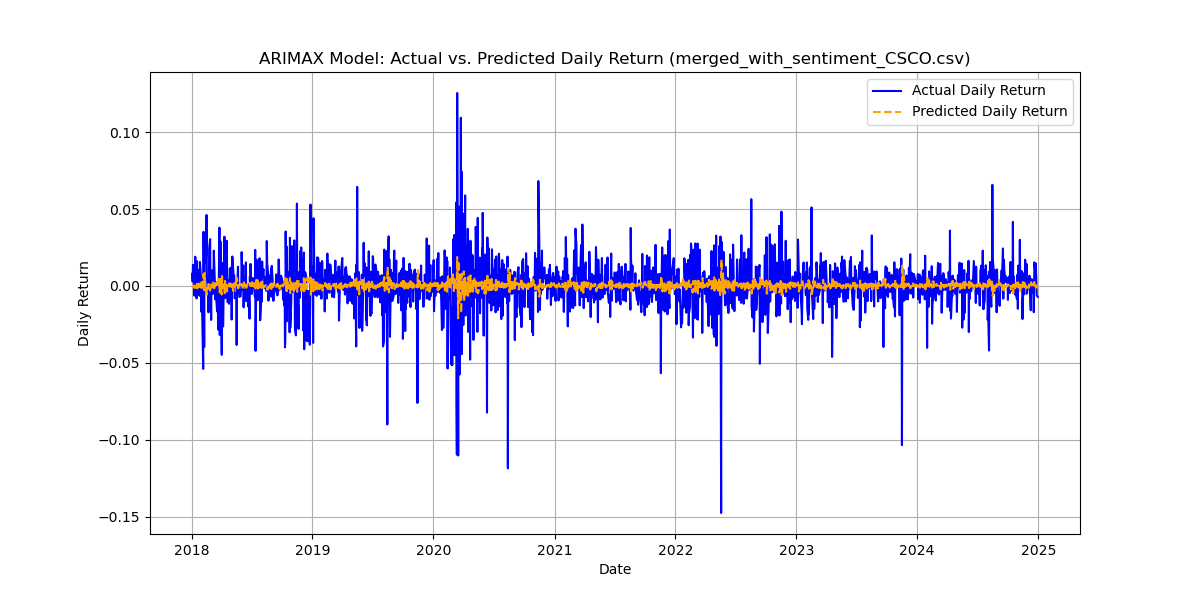 ARIMAX Model: Actual vs. Predicted Daily Return (merged_with_sentiment_CSCO.csv)
Actual Daily Return
Predicted Daily Return
0.10
0.05
0.00
−0.05
−0.10
−0.15
Daily Return
2018 2019 2020 2021 2022 2023 2024 2025
Date